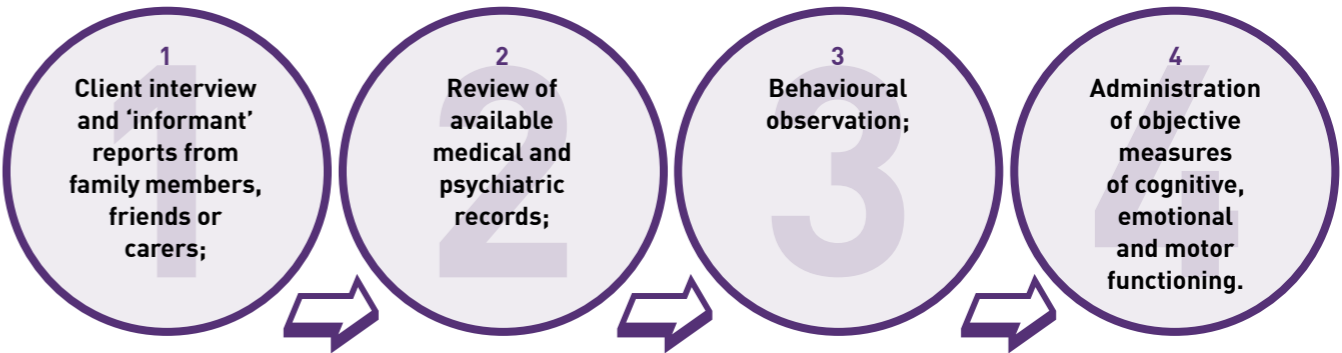 1
Client interview
and ‘informant’
reports from
family members,
friends or
carers;
2
Review of
available
medical and
psychiatric
records;
3
Behavioural
observation;
4
Administration
of objective
measures
of cognitive,
emotional
and motor
functioning.